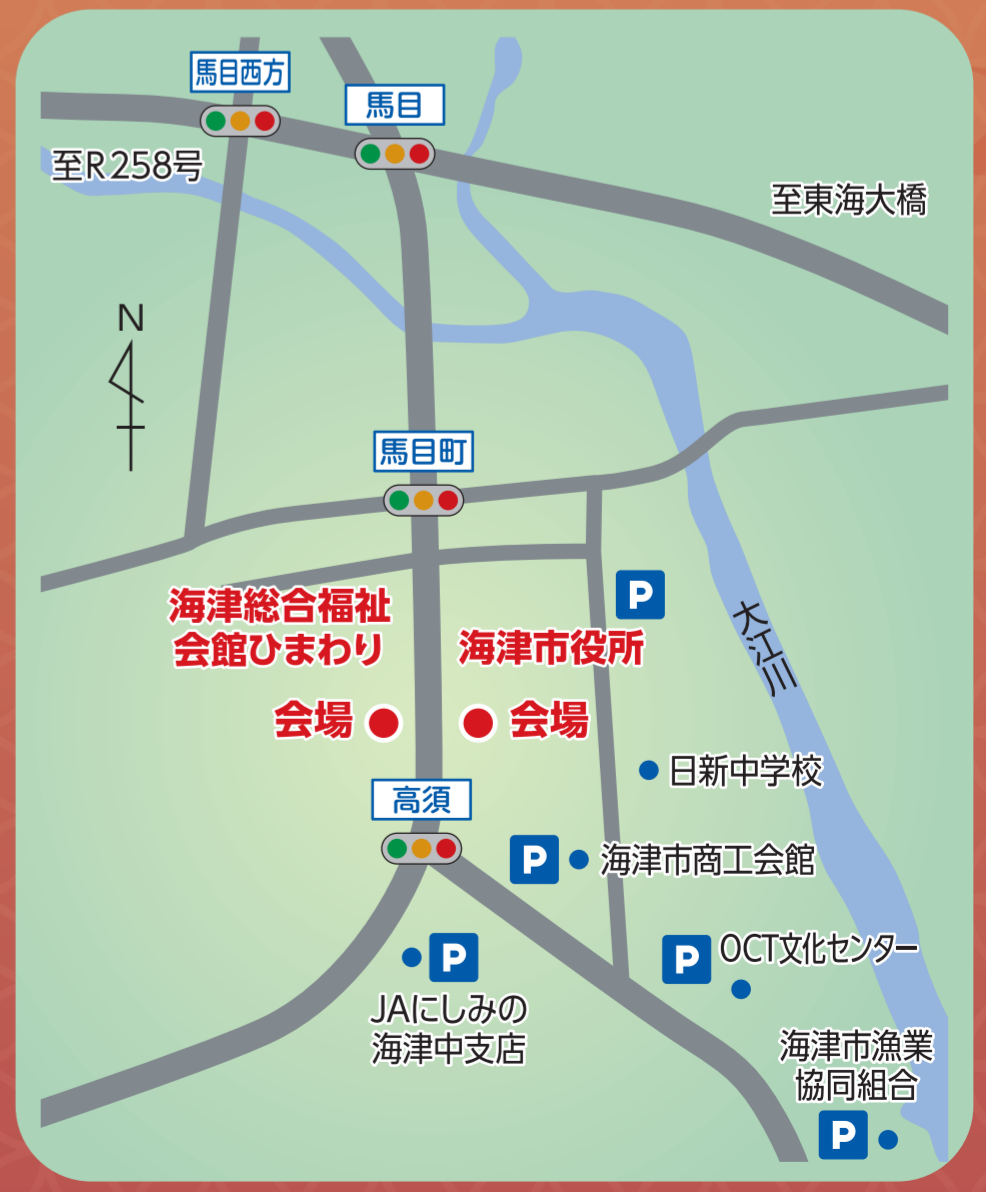 馬目西方
馬目
至R258号
至東海大橋
N
馬目町
P
海津総合福祉
会館ひまわり
海津市役所
大江川
会場
会場
日新中学校
高須
P
海津市商工会館
P
JAにしみの
海津中支店
P
OCT文化センター
海津市漁業
協同組合
P